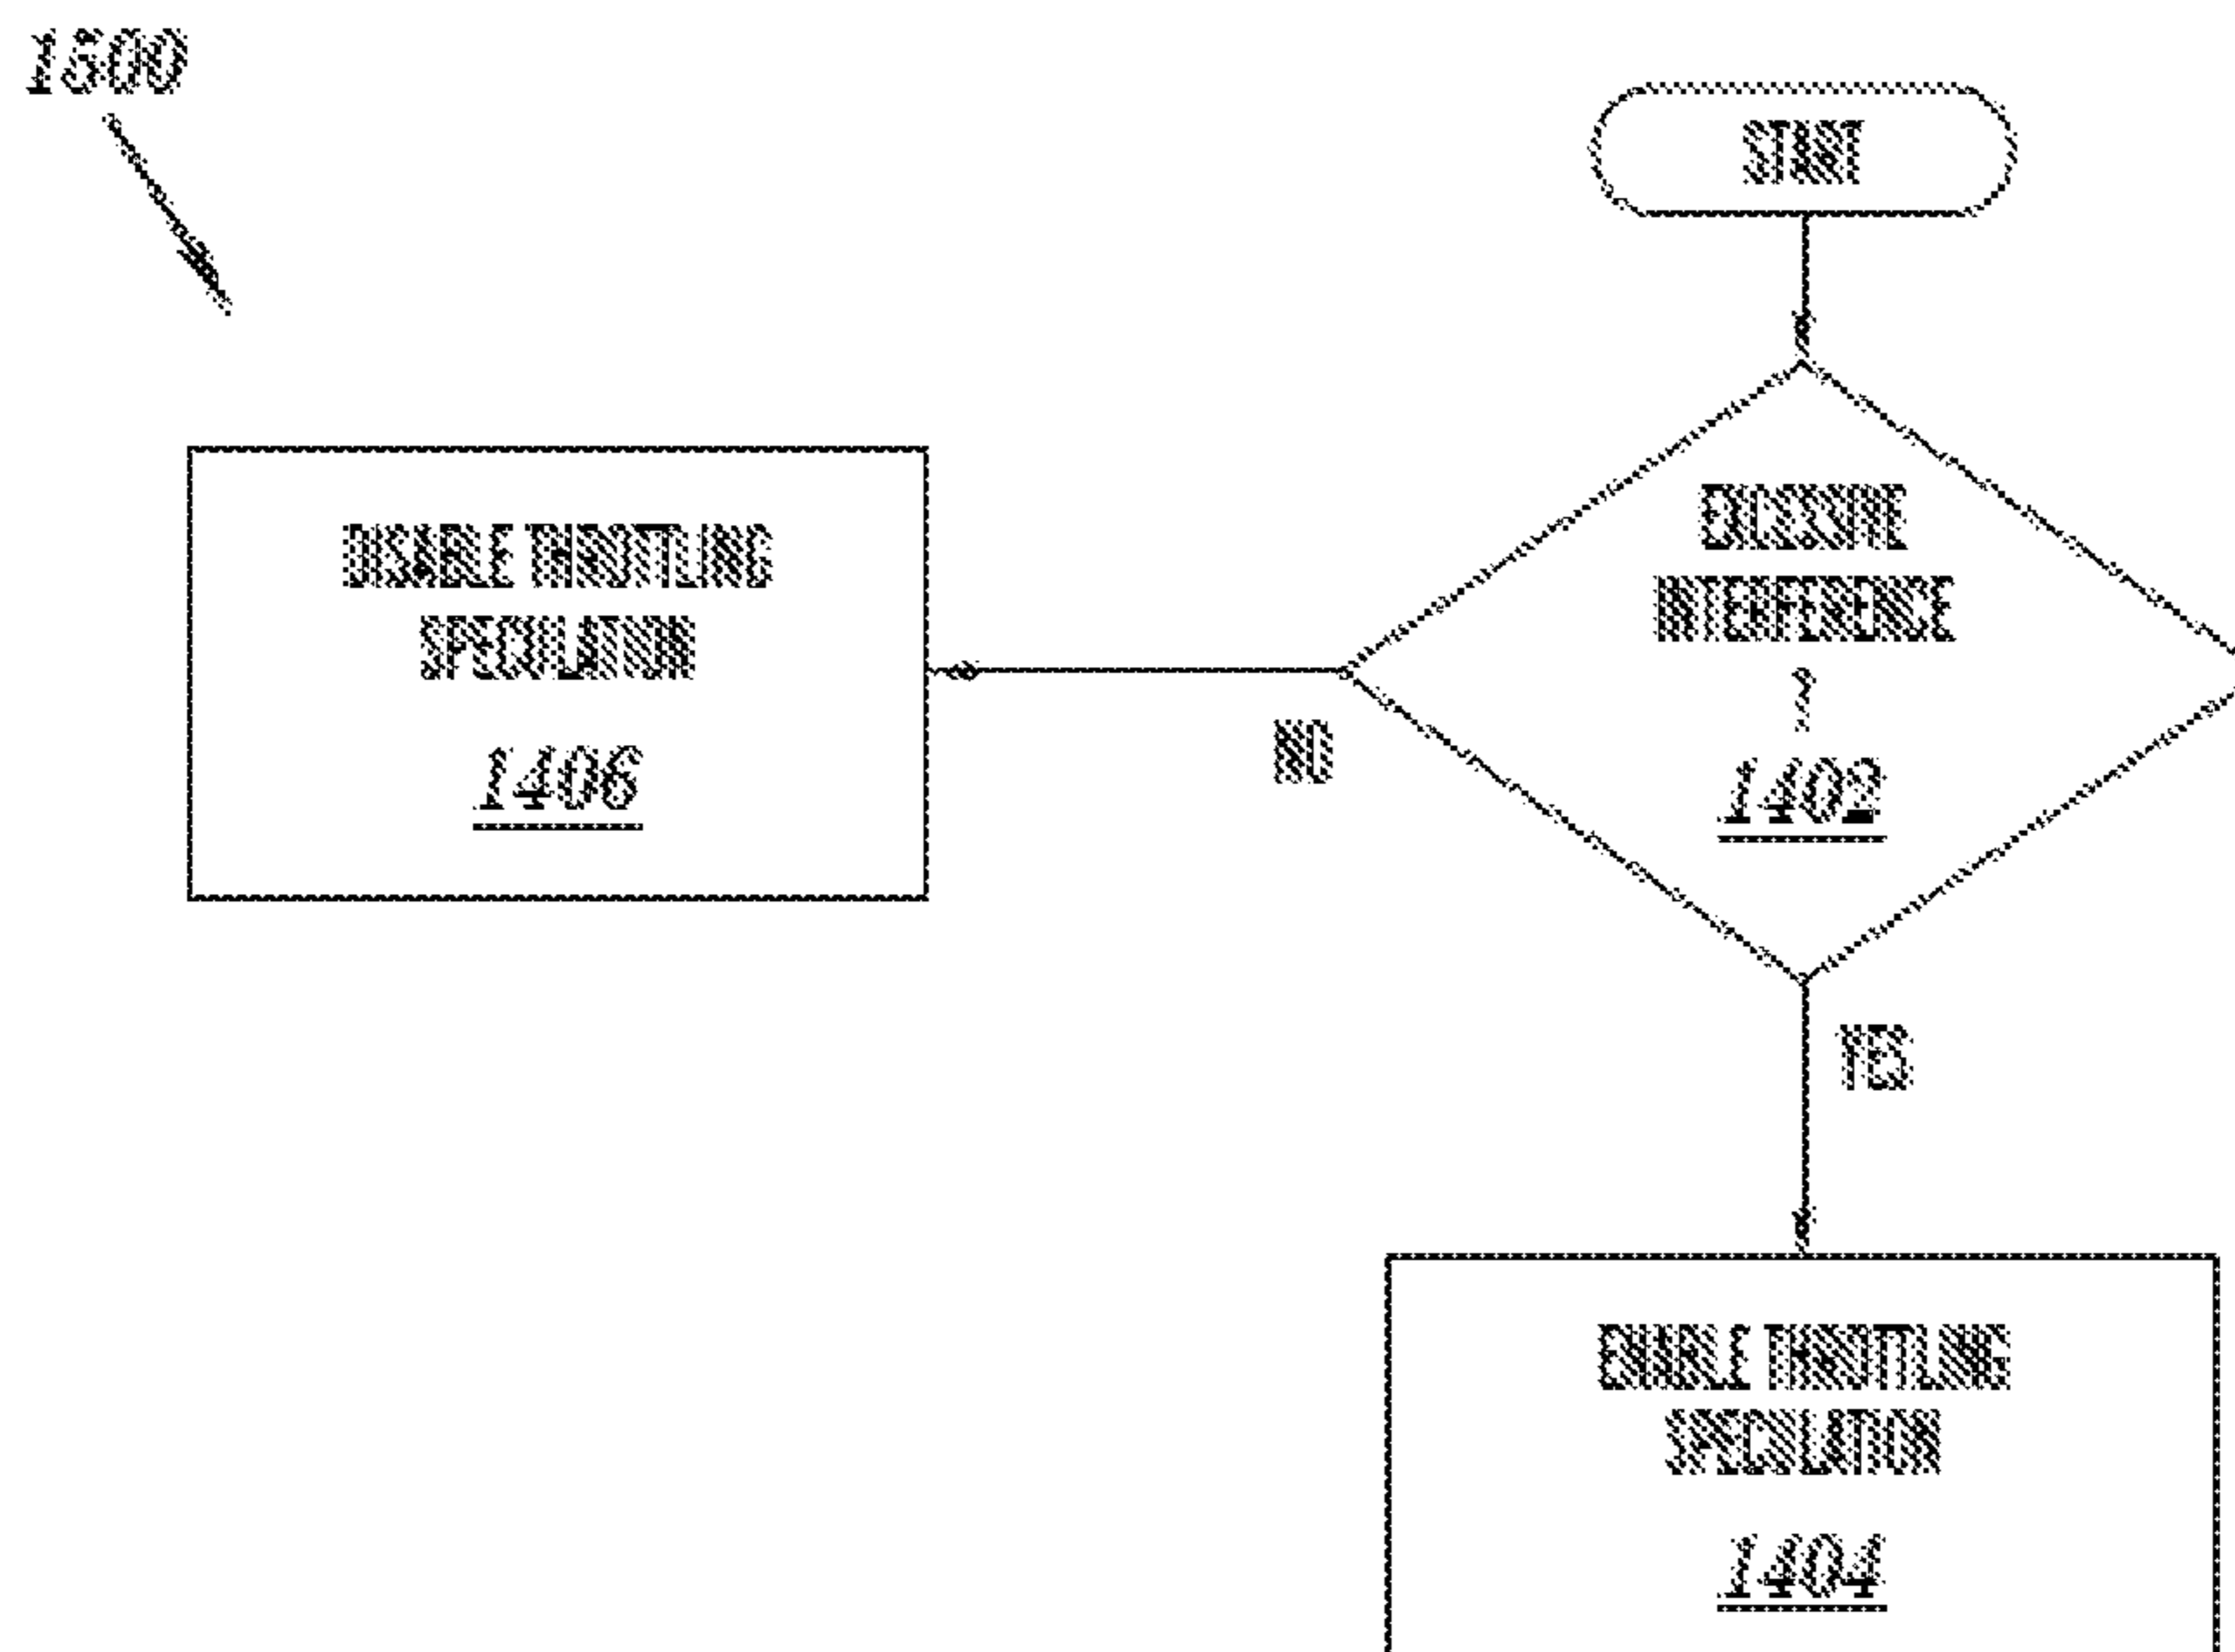 1500
START
EXCESSIVE
INTERFERENCE
?
1402
NO
DISABLE THROTTLING
SPECULATION
1406
YES
ENABLE THROTTLING
SPECULATION
1404